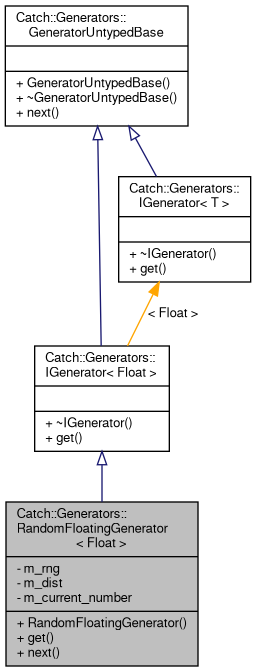 Catch::Generators::
GeneratorUntypedBase
+ GeneratorUntypedBase()
+ ~GeneratorUntypedBase()
+ next()
Catch::Generators::
IGenerator< T >
+ ~IGenerator()
+ get()
< Float >
Catch::Generators::
IGenerator< Float >
+ ~IGenerator()
+ get()
Catch::Generators::
RandomFloatingGenerator
< Float >
- m_rng
- m_dist
- m_current_number
+ RandomFloatingGenerator()
+ get()
+ next()